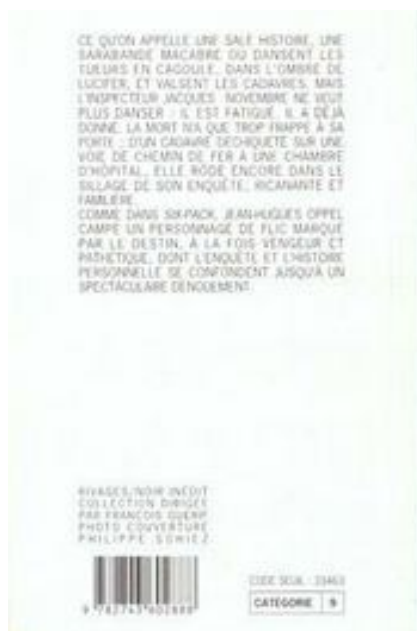 CE QU'ON APPELLE UNE SALE HISTOIRE, UNE
SARABANDE MACABRE OÙ DANSENT LES
TUEURS EN CAGOULE, DANS L'OMBRE DE
LUCIFER, ET VALSENT LES CADAVRES, MAIS
L'INSPECTEUR JACQUES NOVEMBRE NE VEUT
PLUS DANSER : IL EST FATIGUÉ, IL A DÉJÀ
DONNÉ. LA MORT N'A QUE TROP FRAPPÉ À SA
PORTE : D'UN CADAVRE DÉCHIQUETÉ SUR UNE
VOIE DE CHEMIN DE FER À UNE CHAMBRE
D'HÔPITAL, ELLE RÔDE ENCORE DANS LE
SILLAGE DE SON ENQUÊTE, RICANANTE ET
FAMILIÈRE.
COMME DANS SIX-PACK, JEAN-HUGUES OPPEL
CAMPE UN PERSONNAGE DE FLIC MARQUÉ
PAR LE DESTIN, À LA FOIS VENGEUR ET
PATHÉTIQUE, DONT L'ENQUÊTE ET L'HISTOIRE
PERSONNELLE SE CONFONDENT JUSQU'À UN
SPECTACULAIRE DÉNOUEMENT.
RIVAGES/NOIR INÉDIT
COLLECTION DIRIGÉE
PAR FRANÇOIS GUÉRIF
PHOTO COUVERTURE
PHILIPPE
CODE SEUIL :
CATÉGORIE 9
9 782743 602888